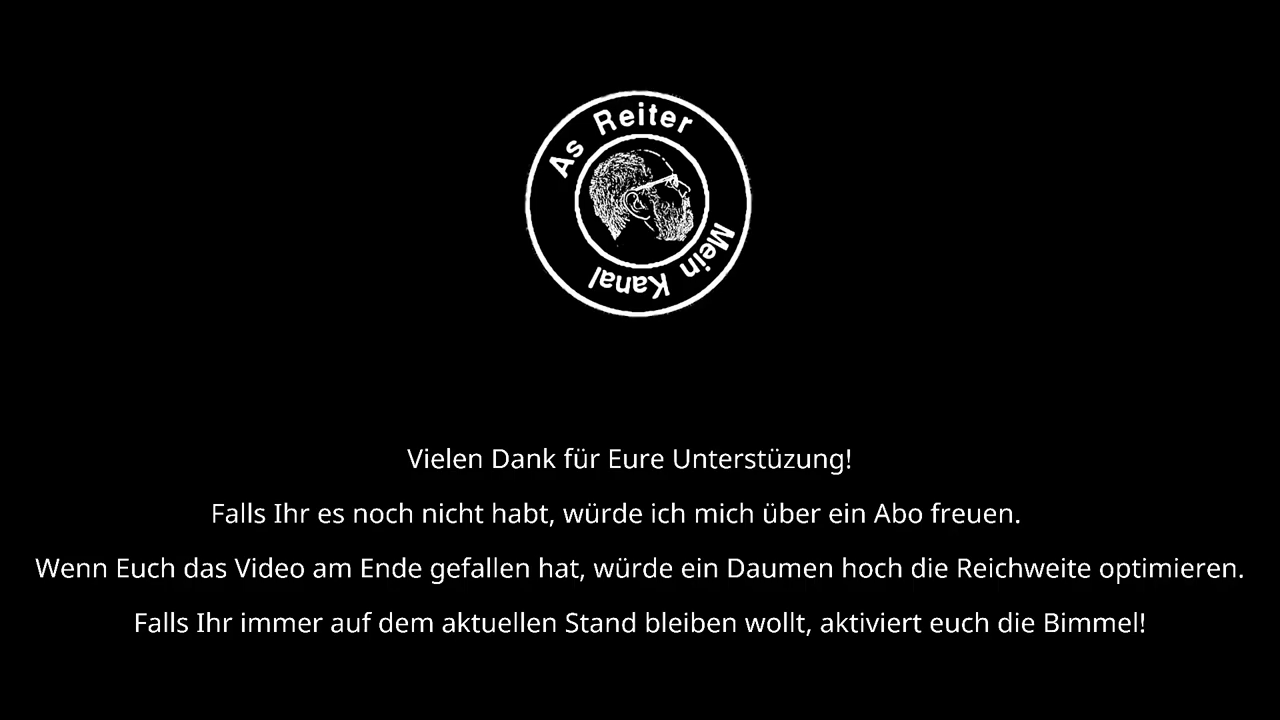 As Reiter
Mein Kanal
Vielen Dank für Eure Unterstüzung!
Falls Ihr es noch nicht habt, würde ich mich über ein Abo freuen.
Wenn Euch das Video am Ende gefallen hat, würde ein Daumen hoch die Reichweite optimieren.
Falls Ihr immer auf dem aktuellen Stand bleiben wollt, aktiviert euch die Bimmel!